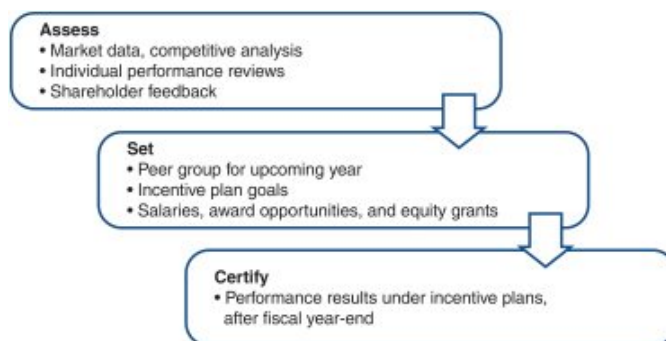 Assess
• Market data, competitive analysis
• Individual performance reviews
• Shareholder feedback
Set
• Peer group for upcoming year
• Incentive plan goals
• Salaries, award opportunities, and equity grants
Certify
• Performance results under incentive plans,
after fiscal year-end